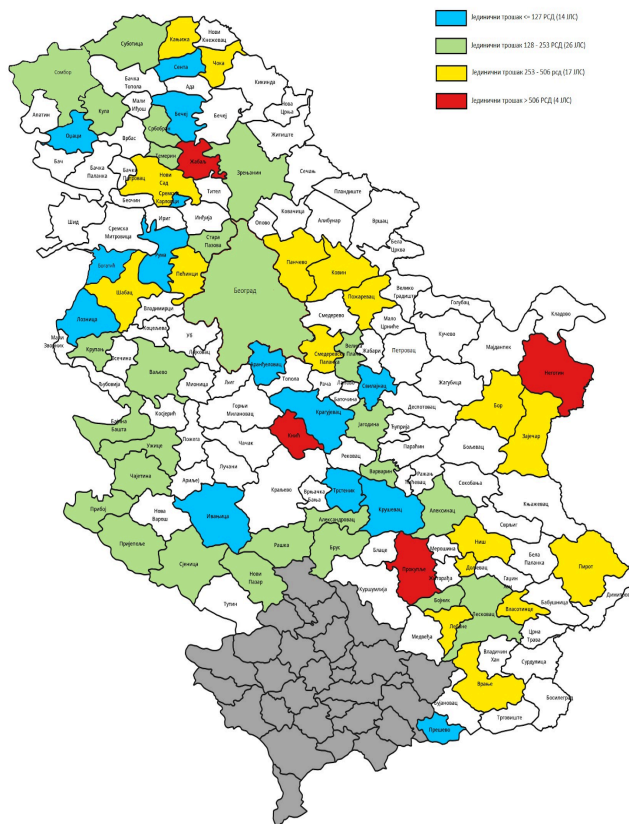 Јединични трошак <= 127 РСД (14 ЈЛС)
Јединични трошак 128 - 253 РСД (26 ЈЛС)
Јединични трошак 253 - 506 рсд (17 ЈЛС)
Јединични трошак > 506 РСД (4 ЈЛС)
Суботица
Кањижа
Нови
Кнежевац
Сента
Чока
Сомбор
Бачка
Топола
Ада
Кикинда
Апатин
Кула
Мали
Иђош
Бечеј
Бечеј
Нова
Црња
Оџаци
Врбас
Србобран
Житиште
Бач
Бачка
Паланка
Темерин
Жабаљ
Зрењанин
Сечањ
Бачки
Петровац
Нови
Сад
Беочин
Сремски
Карловци
Тител
Пландиште
Шид
Сремска
Митровица
Ириг
Инђија
Ковачица
Опово
Алибунар
Вршац
Бела
Црква
Рума
Стара
Пазова
Панчево
Ковин
Богатић
Шабац
Пећинци
Београд
Пожаревац
Велико
Градиште
Голубац
Кладово
Лозница
Владимирци
Смедерево
Мало
Црниће
Мали
Зворник
Коцељева
Уб
Смедеревска
Паланка
Велика
Плана
Жабари
Петровац
Кучево
Мајданпек
Неготин
Крупањ
Осечина
Лајковац
Љубовија
Ваљево
Мионица
Љиг
Аранђеловац
Топола
Рача
Лапово
Свилајнац
Жагубица
Бор
Баточина
Деспотовац
Бајина
Башта
Косјерић
Горњи
Милановац
Крагујевац
Зајечар
Ужице
Пожега
Чачак
Кнић
Јагодина
Ћуприја
Параћин
Бољевац
Чајетина
Ариље
Лучани
Рековац
Варварин
Ражањ
Ћићевац
Сокобања
Књажевац
Прибој
Нова
Варош
Ивањица
Краљево
Врњачка
Бања
Трстеник
Крушевац
Алексинац
Сврљиг
Пријепоље
Сјеница
Рашка
Александровац
Брус
Блаце
Мерошина
Ниш
Бела
Паланка
Пирот
Нови
Пазар
Прокупље
Житорађа
Дољевац
Гаџин
Хан
Бабушница
Тутин
Куршумлија
Бојник
Лесковац
Власотинце
Медвеђа
Лебане
Црна
Трава
Владичин
Хан
Сурдулица
Врање
Босилеград
Бујановац
Трговиште
Прешево